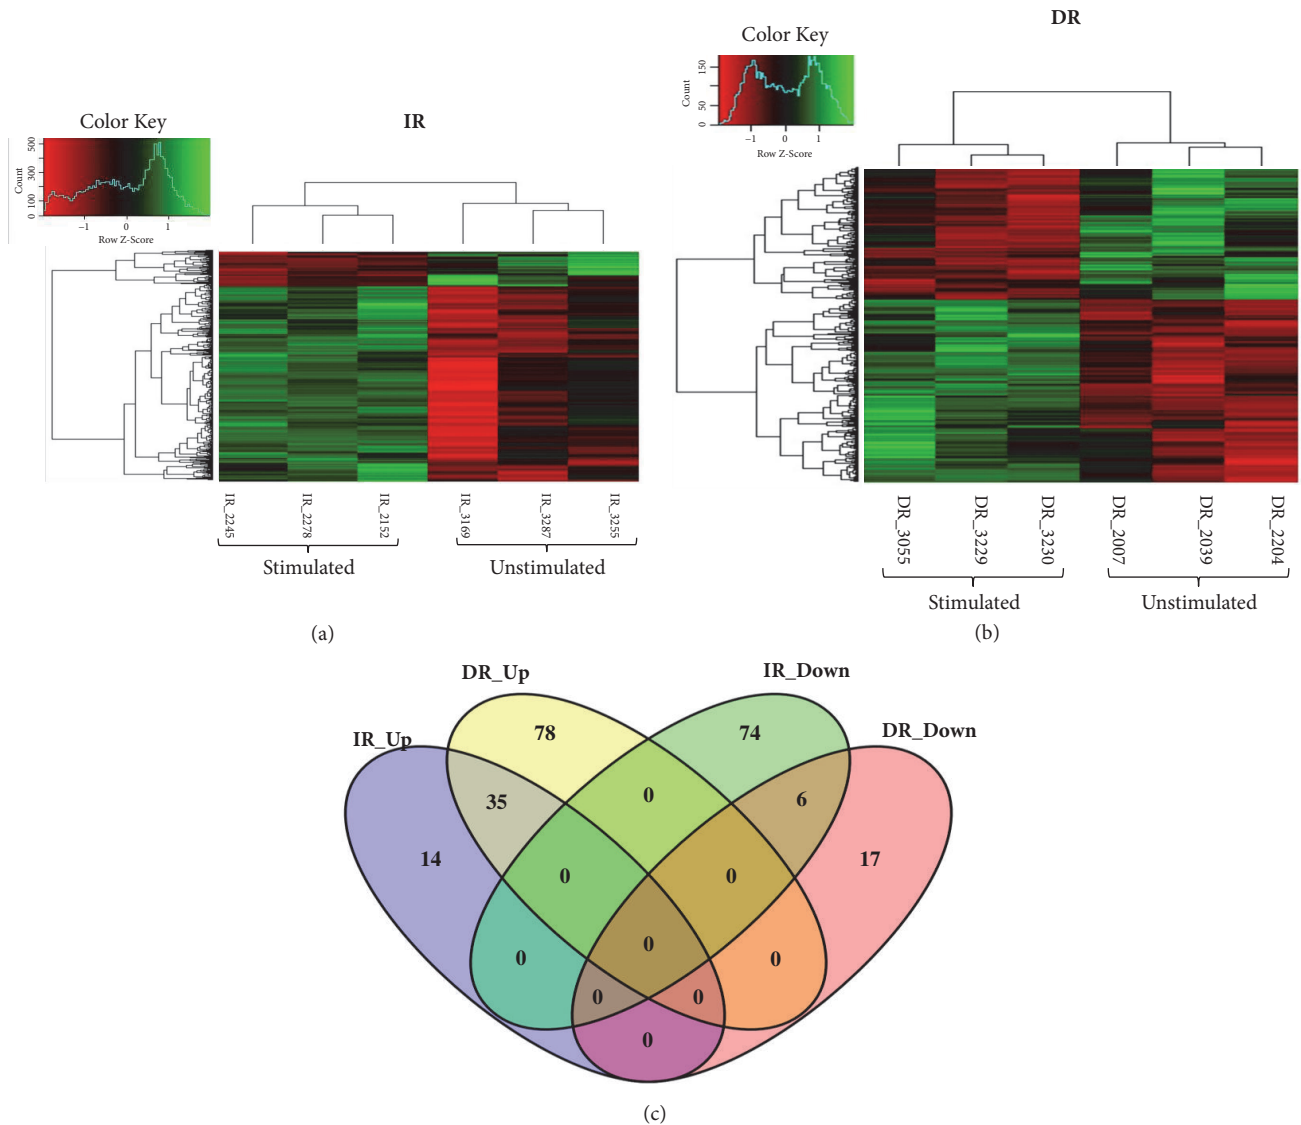 DR
Color Key
Count
0 50 150
−1 0 1
Row Z-Score
Color Key
IR
Count
0 100 300 500
−1 0 1
Row Z-Score
IR_2245 IR_2278 IR_2152 IR_3169 IR_3287 IR_3255
Stimulated Unstimulated
(a)
DR_3055 DR_3229 DR_3230 DR_2007 DR_2039 DR_2204
Stimulated Unstimulated
(b)
DR_Up IR_Down
IR_Up DR_Down
78 74
35 0 6
14 17
0 0
0 0 0
0 0
0
(c)